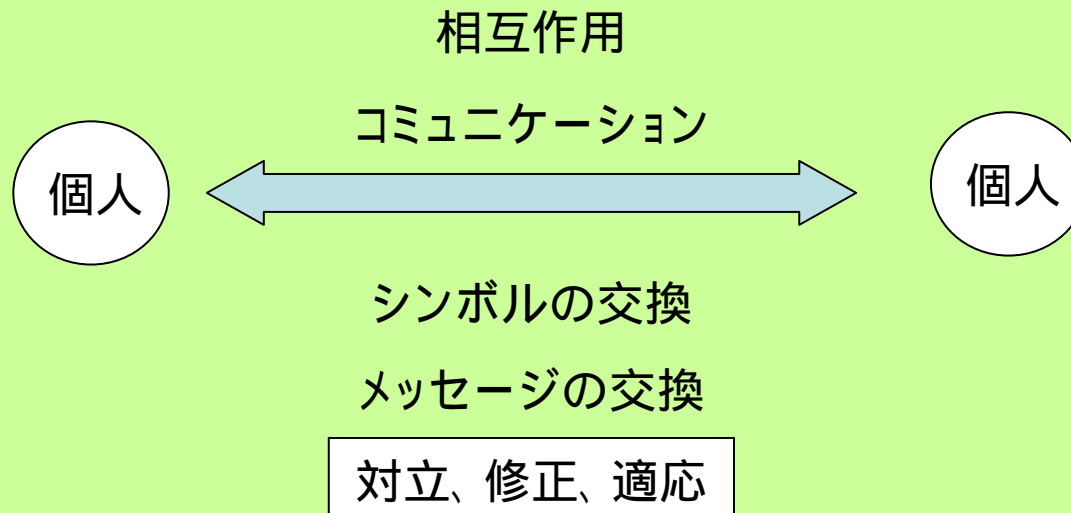 相互作用
コミュニケーション
個人
個人
シンボルの交換
メッセージの交換
対立、修正、適応